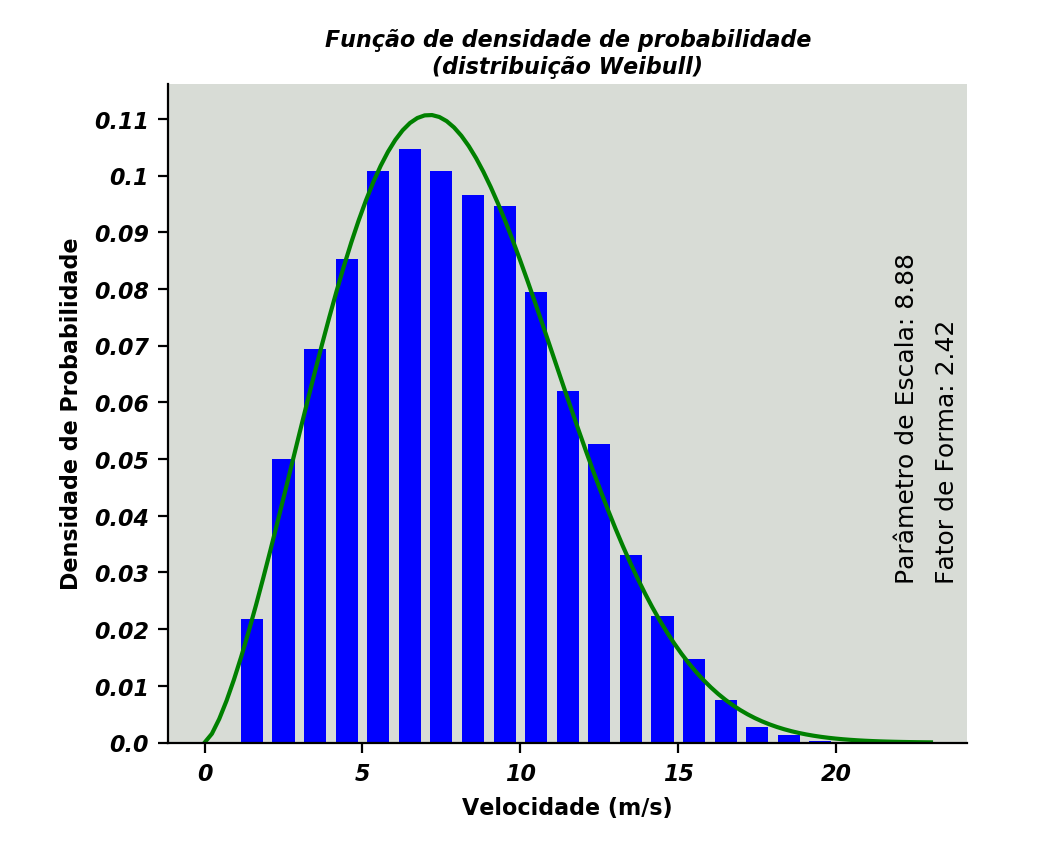 Função de densidade de probabilidade
(distribuição Weibull)
Densidade de Probabilidade
0.11
0.1
0.09
0.08
0.07
0.06
0.05
0.04
0.03
0.02
0.01
0.0
0 5 10 15 20
Velocidade (m/s)
Parâmetro de Escala: 8.88
Fator de Forma: 2.42